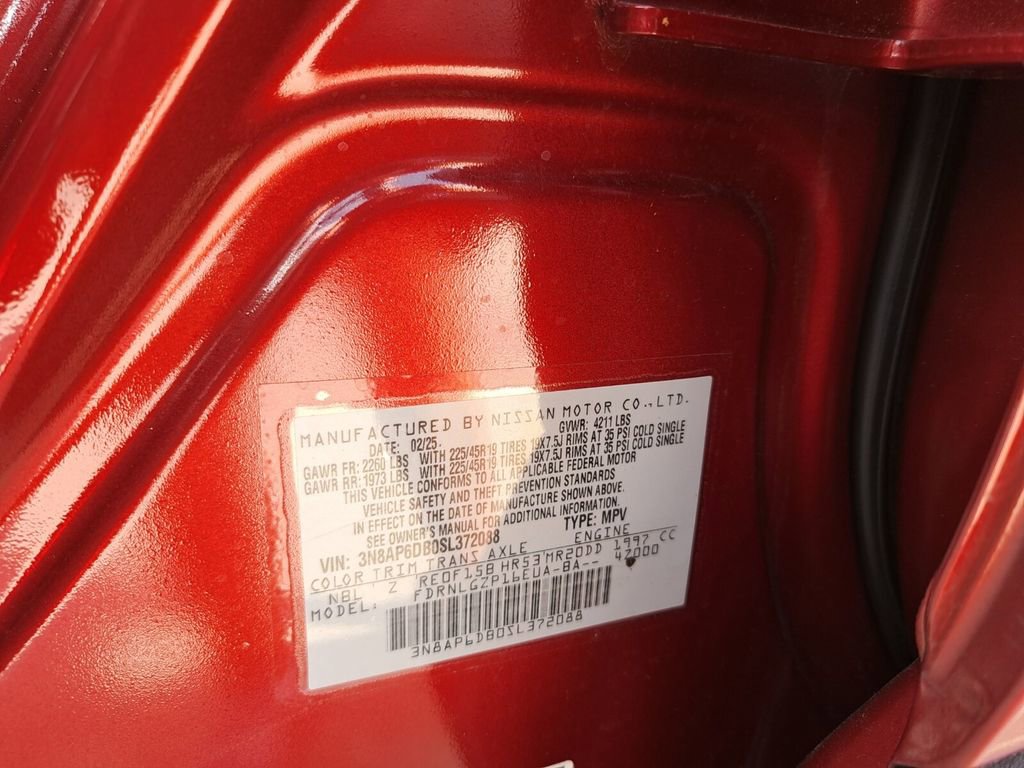 MANUFACTURED BY NISSAN MOTOR CO.,LTD.
DATE: 02/25. GVWR: 4211 LBS
GAWR FR: 2260 LBS WITH 225/45R19 TIRES 19X7.5J RIMS AT 35 PSI COLD SINGLE
GAWR RR: 1973 LBS WITH 225/45R19 TIRES 19X7.5J RIMS AT 35 PSI COLD SINGLE
THIS VEHICLE CONFORMS TO ALL APPLICABLE FEDERAL MOTOR
VEHICLE SAFETY AND THEFT PREVENTION STANDARDS
IN EFFECT ON THE DATE OF MANUFACTURE SHOWN ABOVE.
SEE OWNER'S MANUAL FOR ADDITIONAL INFORMATION.
VIN: 3N8AP6DB0SL372088 TYPE: MPV
COLOR TRIM TRANS AXLE ENGINE
NBL Z RE0F15B HR53 MR20DD 1997 CC
MODEL: FDRNLGZP16EUA-BA-- 47000
3N8AP6DB0SL372088